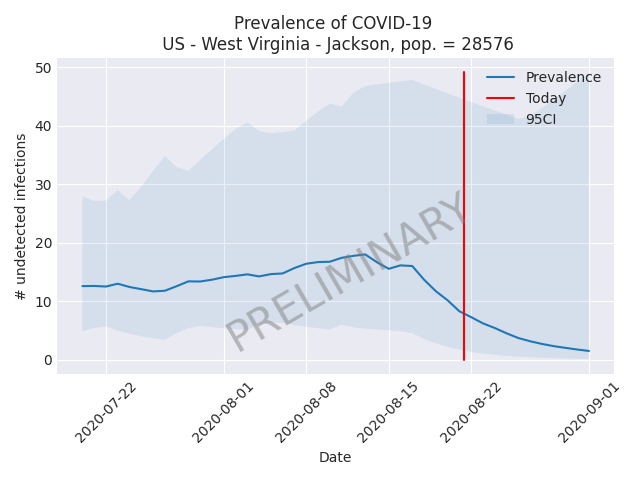 Prevalence of COVID-19
US - West Virginia - Jackson, pop. = 28576
50
40
30
20
10
0
# undetected infections
Prevalence
Today
95CI
PRELIMINARY
2020-07-22
2020-08-01
2020-08-08
2020-08-15
2020-08-22
2020-09-01
Date